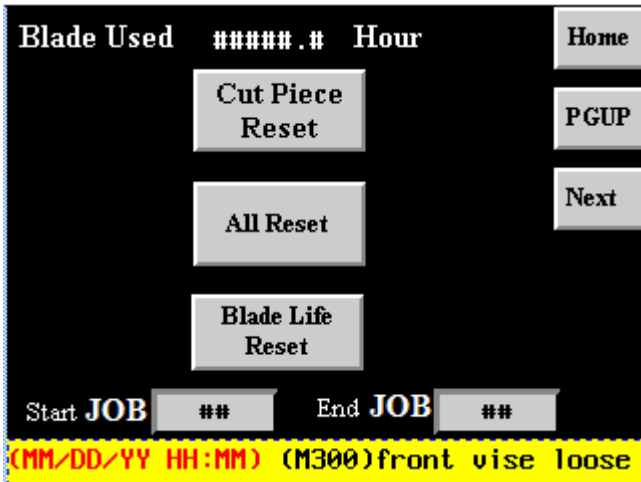 Blade Used #####.# Hour
Home
Cut Piece
Reset
PGUP
All Reset
Next
Blade Life
Reset
Start JOB ## End JOB ##
(MM/DD/YY HH:MM) (M300)front vise loose